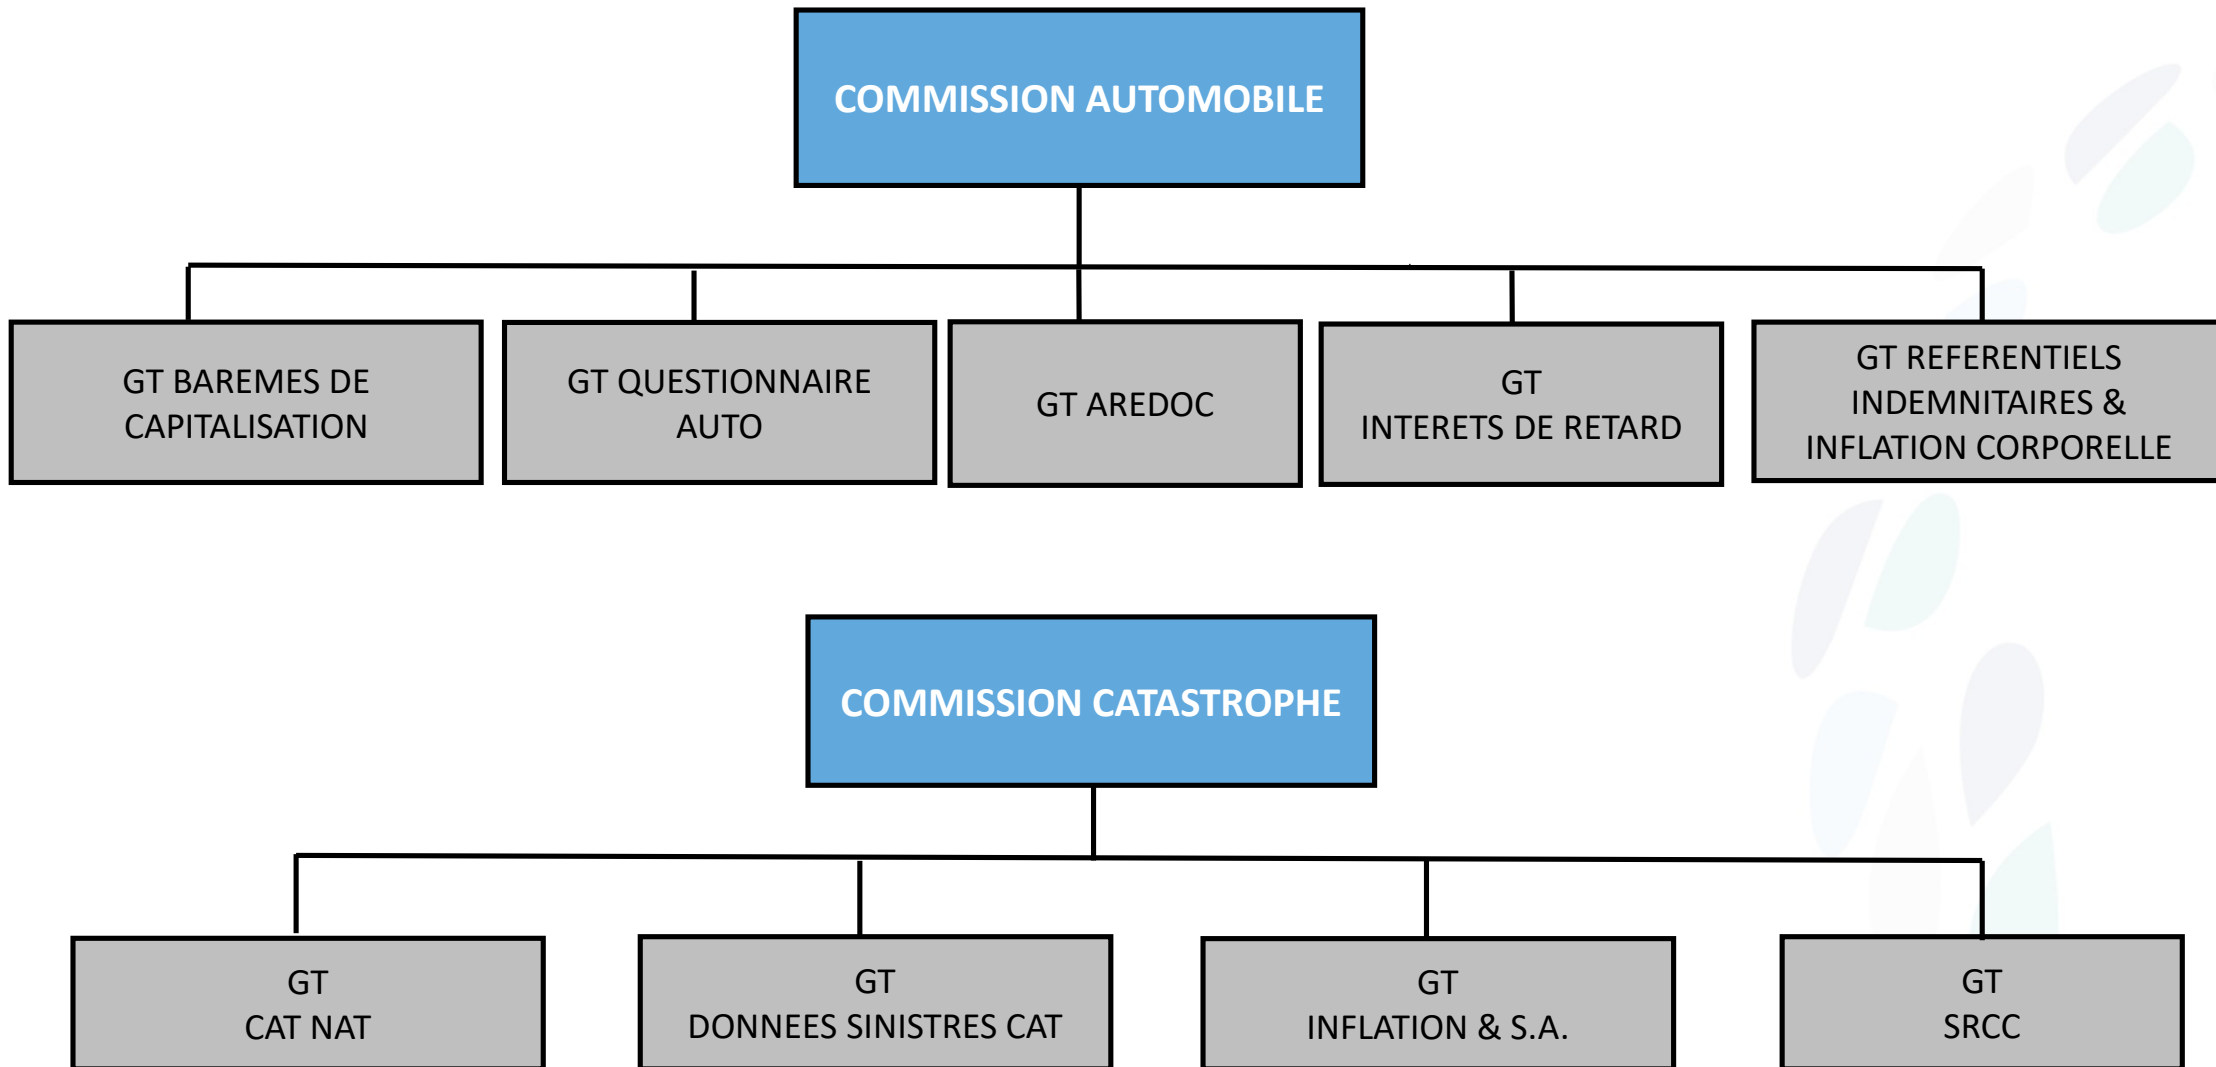 COMMISSION AUTOMOBILE
GT BAREMES DE
CAPITALISATION
GT QUESTIONNAIRE
AUTO
GT AREDOC
GT
INTERETS DE RETARD
GT REFERENTIELS
INDEMNITAIRES &
INFLATION CORPORELLE
COMMISSION CATASTROPHE
GT
CAT NAT
GT
DONNEES SINISTRES CAT
GT
INFLATION & S.A.
GT
SRCC